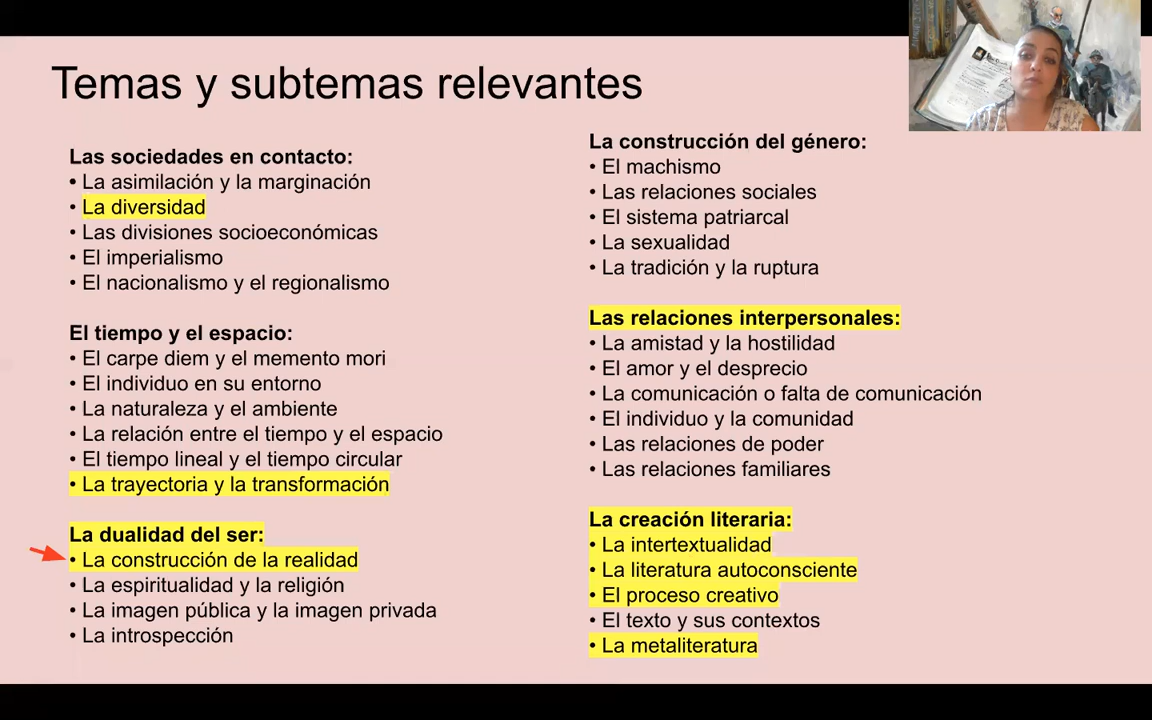 Temas y subtemas relevantes
Las sociedades en contacto:
• La asimilación y la marginación
• La diversidad
• Las divisiones socioeconómicas
• El imperialismo
• El nacionalismo y el regionalismo
El tiempo y el espacio:
• El carpe diem y el memento mori
• El individuo en su entorno
• La naturaleza y el ambiente
• La relación entre el tiempo y el espacio
• El tiempo lineal y el tiempo circular
• La trayectoria y la transformación
La dualidad del ser:
• La construcción de la realidad
• La espiritualidad y la religión
• La imagen pública y la imagen privada
• La introspección
La construcción del género:
• El machismo
• Las relaciones sociales
• El sistema patriarcal
• La sexualidad
• La tradición y la ruptura
Las relaciones interpersonales:
• La amistad y la hostilidad
• El amor y el desprecio
• La comunicación o falta de comunicación
• El individuo y la comunidad
• Las relaciones de poder
• Las relaciones familiares
La creación literaria:
• La intertextualidad
• La literatura autoconsciente
• El proceso creativo
• El texto y sus contextos
• La metaliteratura